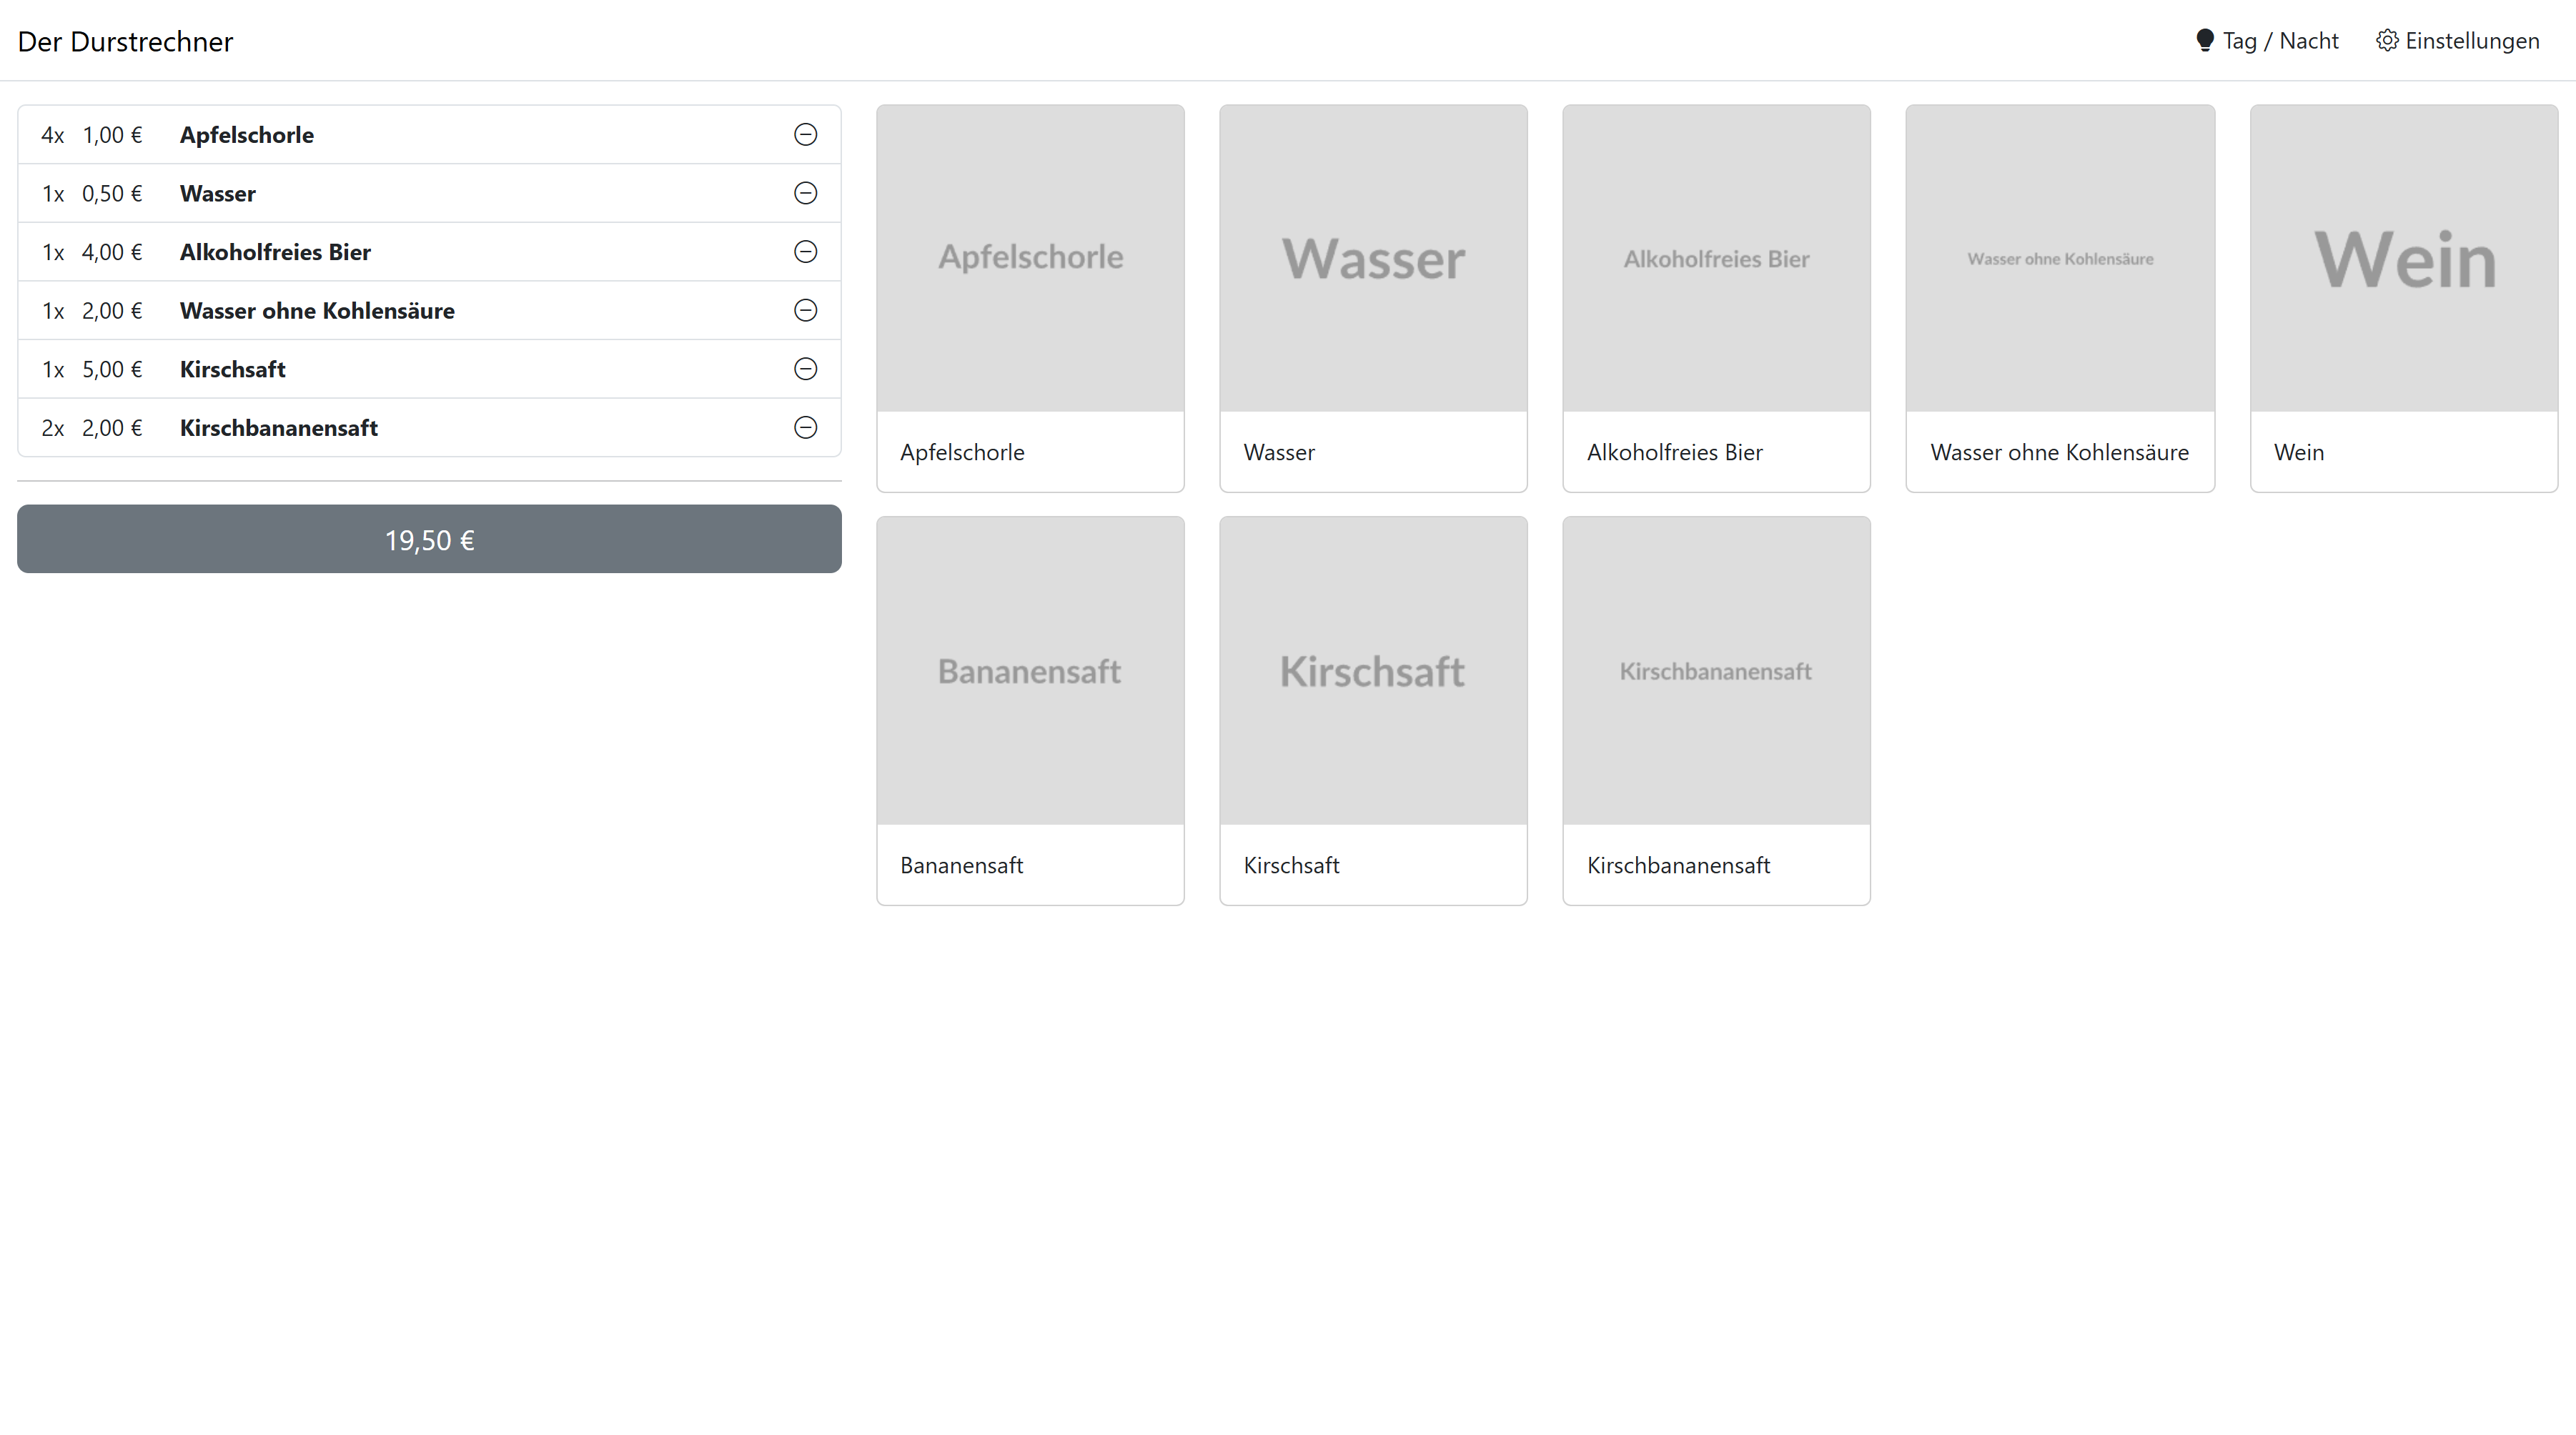 Der Durstrechner
Tag / Nacht
Einstellungen
4x 1,00 € Apfelschorle
1x 0,50 € Wasser
1x 4,00 € Alkoholfreies Bier
1x 2,00 € Wasser ohne Kohlensäure
1x 5,00 € Kirschsaft
2x 2,00 € Kirschbananensaft
19,50 €
Apfelschorle
Apfelschorle
Wasser
Wasser
Alkoholfreies Bier
Alkoholfreies Bier
Wasser ohne Kohlensäure
Wasser ohne Kohlensäure
Wein
Wein
Bananensaft
Bananensaft
Kirschsaft
Kirschsaft
Kirschbananensaft
Kirschbananensaft